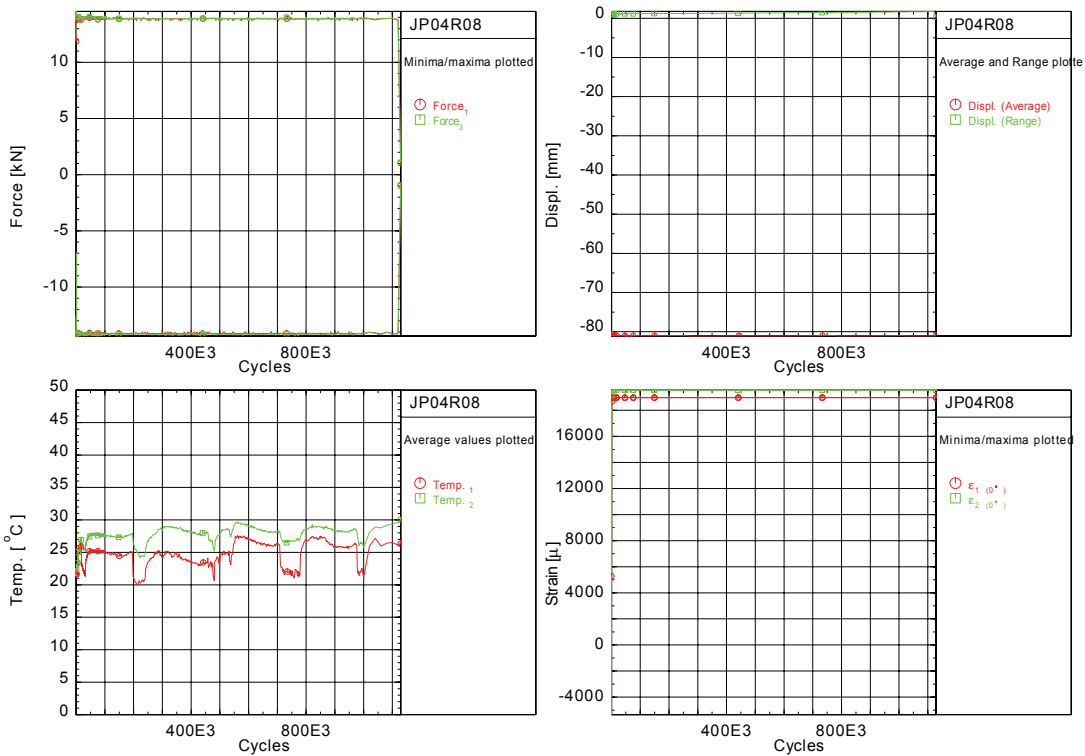 JP04R08
Minima/maxima plotted
Force1
Force3
Force [kN]
10
5
0
-5
-10
400E3
800E3
Cycles
JP04R08
Average and Range plotte
Displ. (Average)
Displ. (Range)
Displ. [mm]
0
-10
-20
-30
-40
-50
-60
-70
-80
400E3
800E3
Cycles
JP04R08
Average values plotted
Temp. 1
Temp. 2
Temp. [ °C ]
50
45
40
35
30
25
20
15
10
5
0
400E3
800E3
Cycles
JP04R08
Minima/maxima plotted
ε1 (0°)
ε2 (0°)
Strain [μ]
16000
12000
8000
4000
0
-4000
400E3
800E3
Cycles